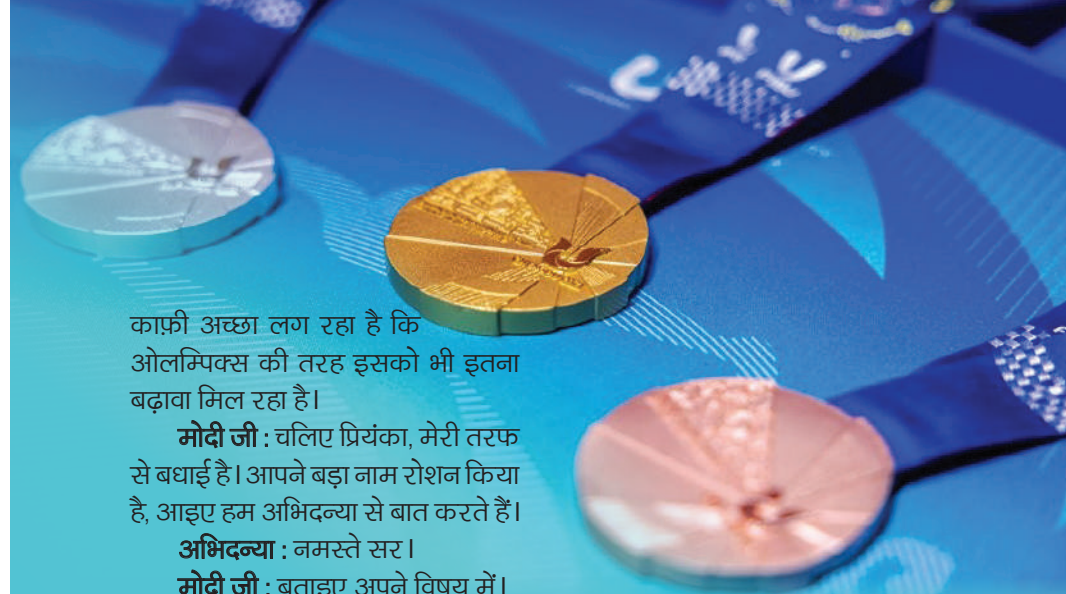 काफ़ी अच्छा लग रहा है कि
ओलम्पिक्स की तरह इसको भी इतना
बढ़ावा मिल रहा है।
मोदी जी : चलिए प्रियंका, मेरी तरफ
से बधाई है। आपने बड़ा नाम रोशन किया
है, आइए हम अभिदन्या से बात करते हैं।
अभिदन्या : नमस्ते सर।
मोदी जी : बताइए अपने विषय में।